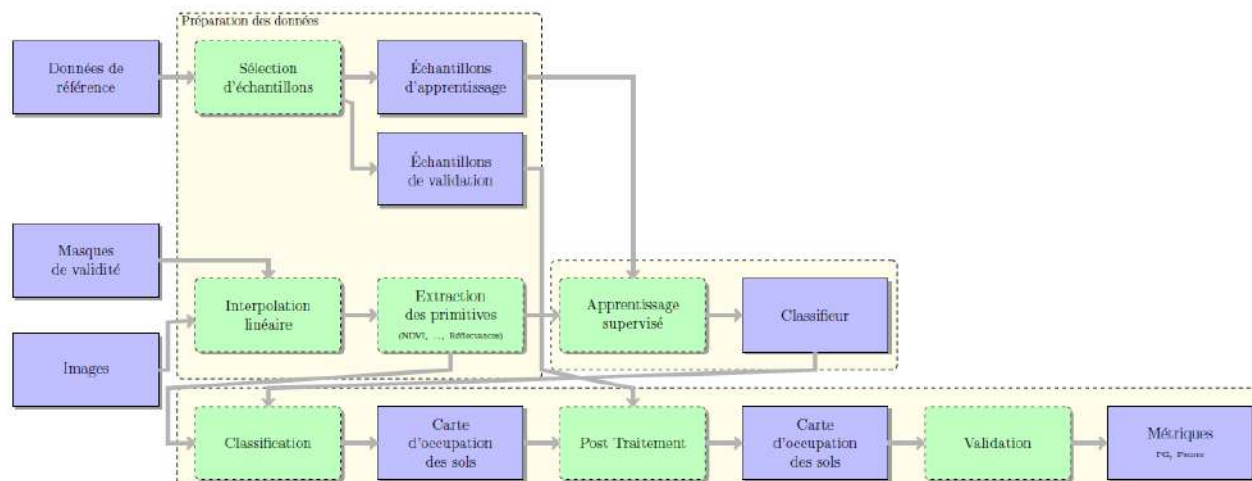 Préparation des données
Données de
référence
Sélection
d'échantillons
Échantillons
d'apprentissage
Échantillons
de validation
Masques
de validité
Interpolation
linéaire
Extraction
des primitives
(NDVI, ..., Réflectances)
Apprentissage
supervisé
Classifieur
Images
Classification
Carte
d'occupation
des sols
Post Traitement
Carte
d'occupation
des sols
Validation
Métriques